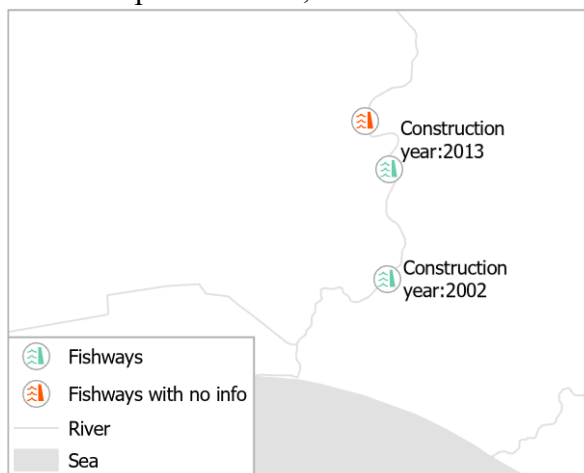 Construction
year:2013
Construction
year:2002
Fishways
Fishways with no info
River
Sea